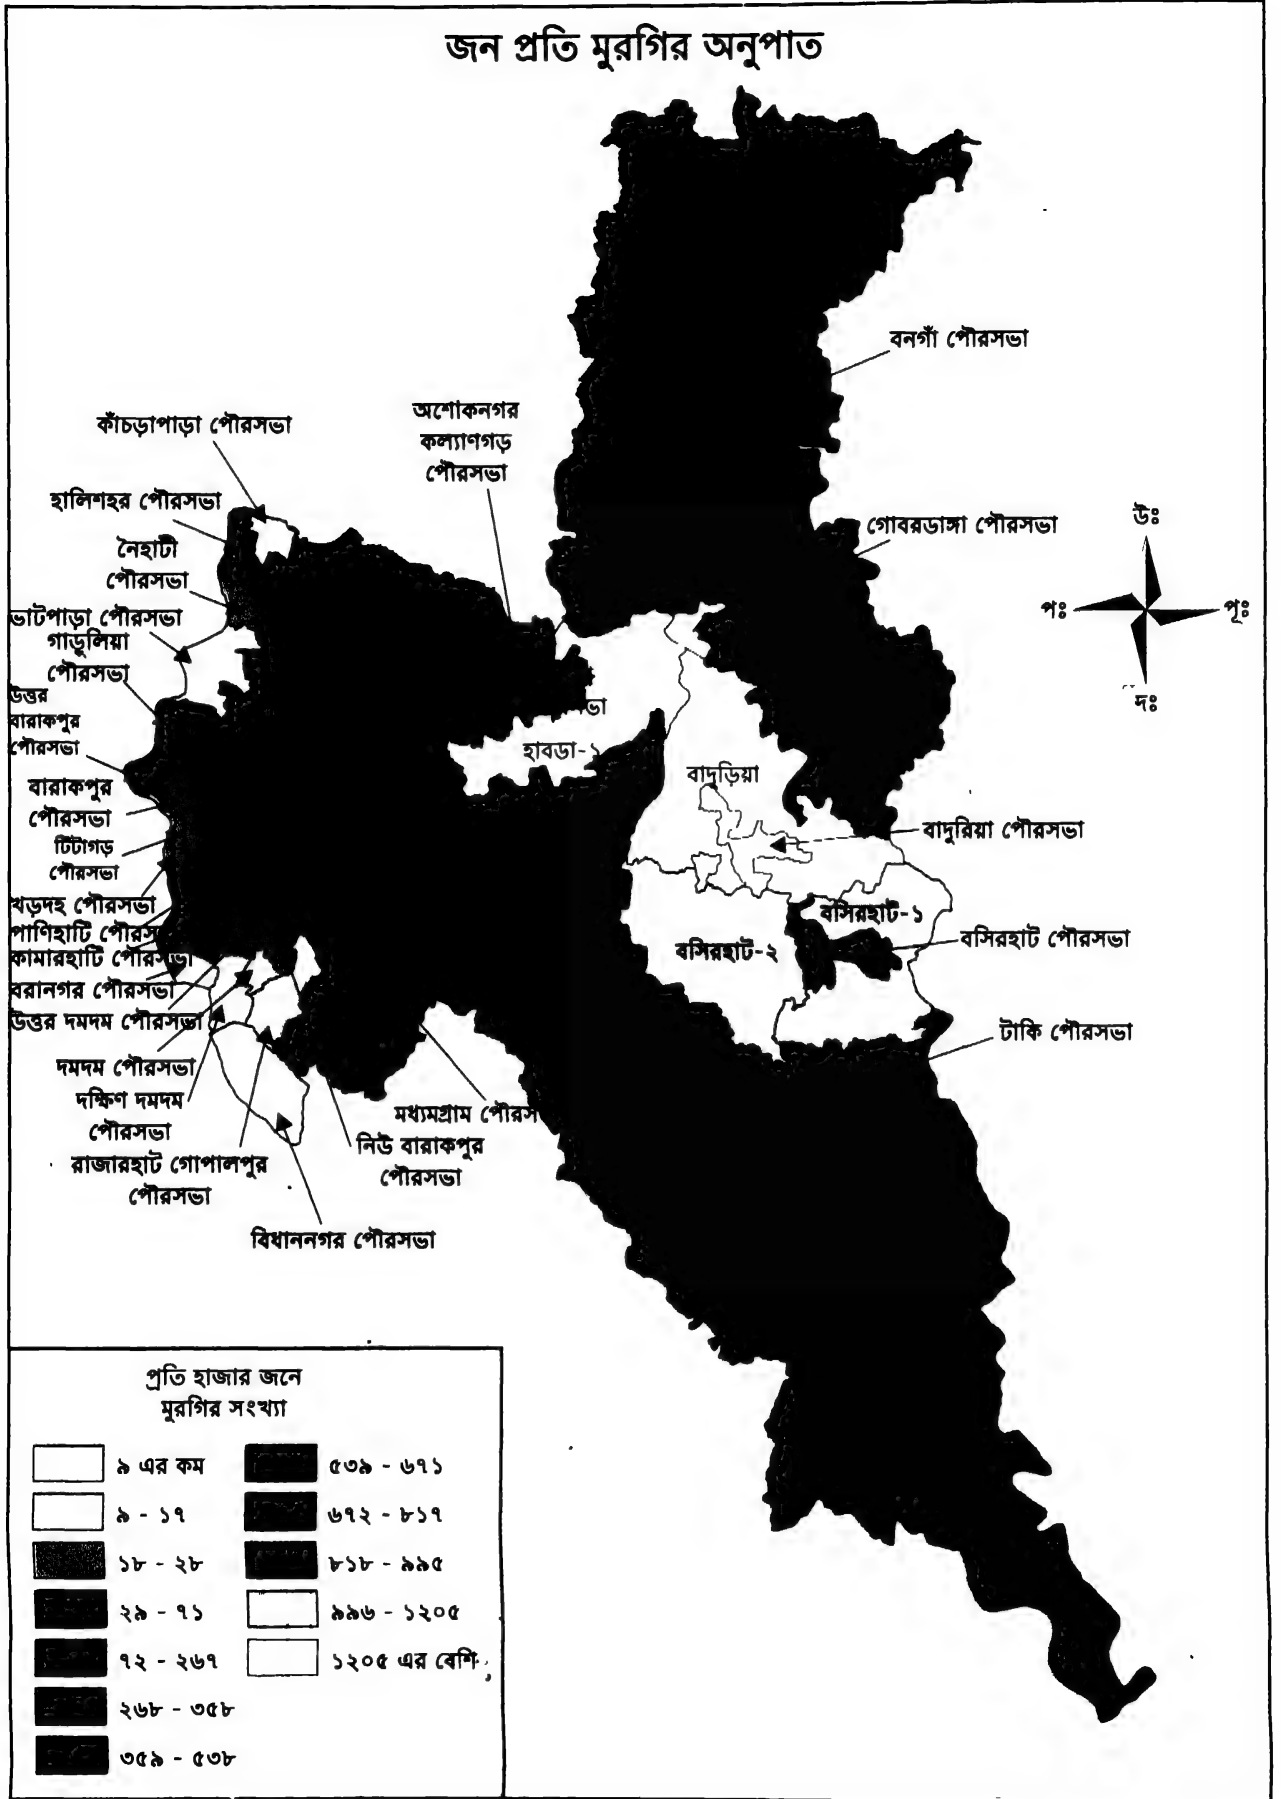 জন প্রতি মুরগির অনুপাত
বনগাঁ পৌরসভা
কাঁচড়াপাড়া পৌরসভা
অশোকনগর
কল্যাণগড়
পৌরসভা
হালিশহর পৌরসভা
গোবরডাঙ্গা পৌরসভা
উঃ
পঃ
পূঃ
দঃ
নৈহাটী
পৌরসভা
ভাটপাড়া পৌরসভা
গাড়ুলিয়া
পৌরসভা
উত্তর
বারাকপুর
পৌরসভা
হাবড়া-১
বাদুড়িয়া
বারাকপুর
পৌরসভা
টিটাগড়
পৌরসভা
বাদুরিয়া পৌরসভা
খড়দহ পৌরসভা
পাণিহাটি পৌরস
কামারহাটি পৌরসভা
বসিরহাট-১
বসিরহাট-২
বসিরহাট পৌরসভা
বরানগর পৌরসভা
উত্তর দমদম পৌরসভা
টাকি পৌরসভা
দমদম পৌরসভা
দক্ষিণ দমদম
পৌরসভা
মধ্যমগ্রাম পৌরস
নিউ বারাকপুর
পৌরসভা
রাজারহাট গোপালপুর
পৌরসভা
বিধাননগর পৌরসভা
প্রতি হাজার জনে
মুরগির সংখ্যা
৯ এর কম
৯ - ১৭
১৮ - ২৮
২৯ - ৭১
৭২ - ২৬৭
২৬৮ - ৩৫৮
৩৫৯ - ৫৩৮
৫৩৯ - ৬৭১
৬৭২ - ৮১৭
৮১৮ - ৯৯৫
৯৯৬ - ১২০৫
১২০৫ এর বেশি